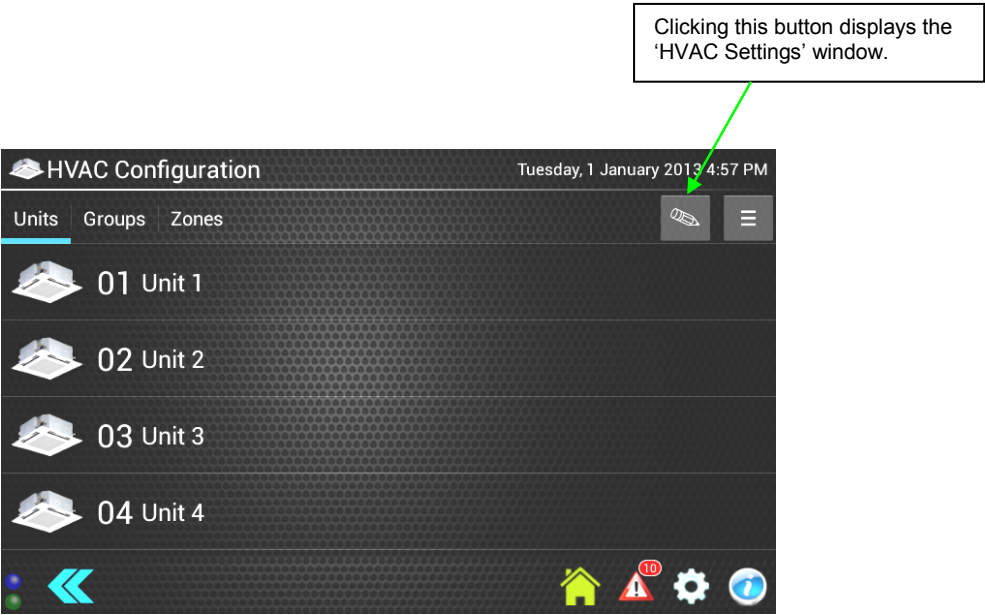 Clicking this button displays the
‘HVAC Settings’ window.
HVAC Configuration
Tuesday, 1 January 2013 4:57 PM
Units Groups Zones
01 Unit 1
02 Unit 2
03 Unit 3
04 Unit 4
10